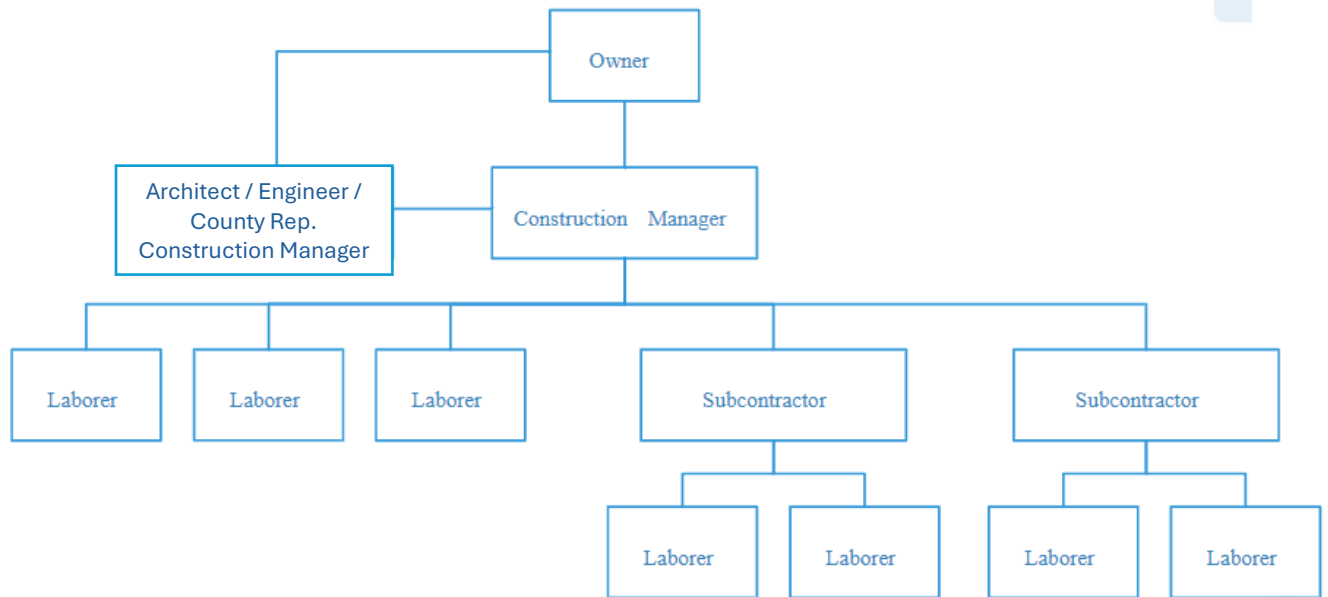 Owner
Architect / Engineer /
County Rep.
Construction Manager
Construction Manager
Laborer
Laborer
Laborer
Subcontractor
Subcontractor
Laborer
Laborer
Laborer
Laborer